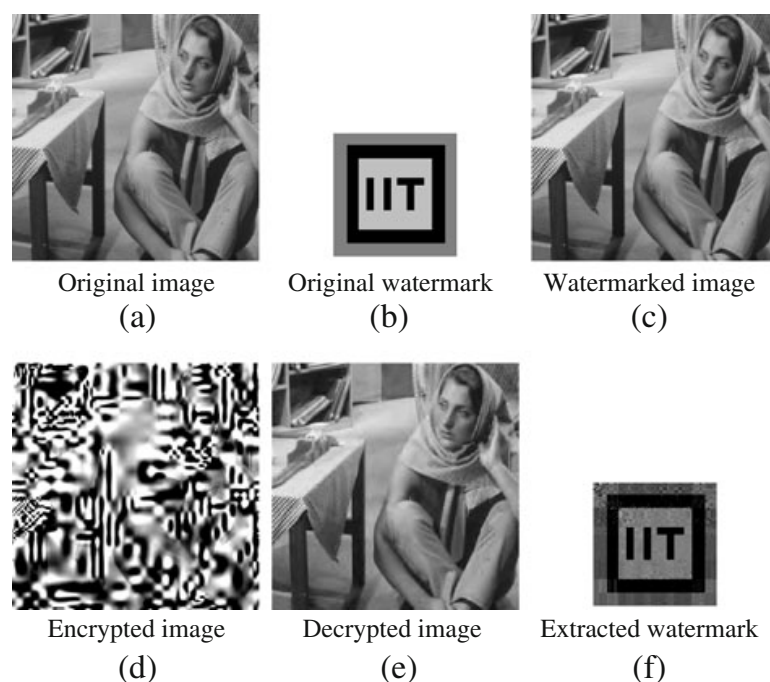 IIT
Original image
Original watermark
Watermarked image
(a)
(b)
(c)
IIT
Encrypted image
Decrypted image
Extracted watermark
(d)
(e)
(f)